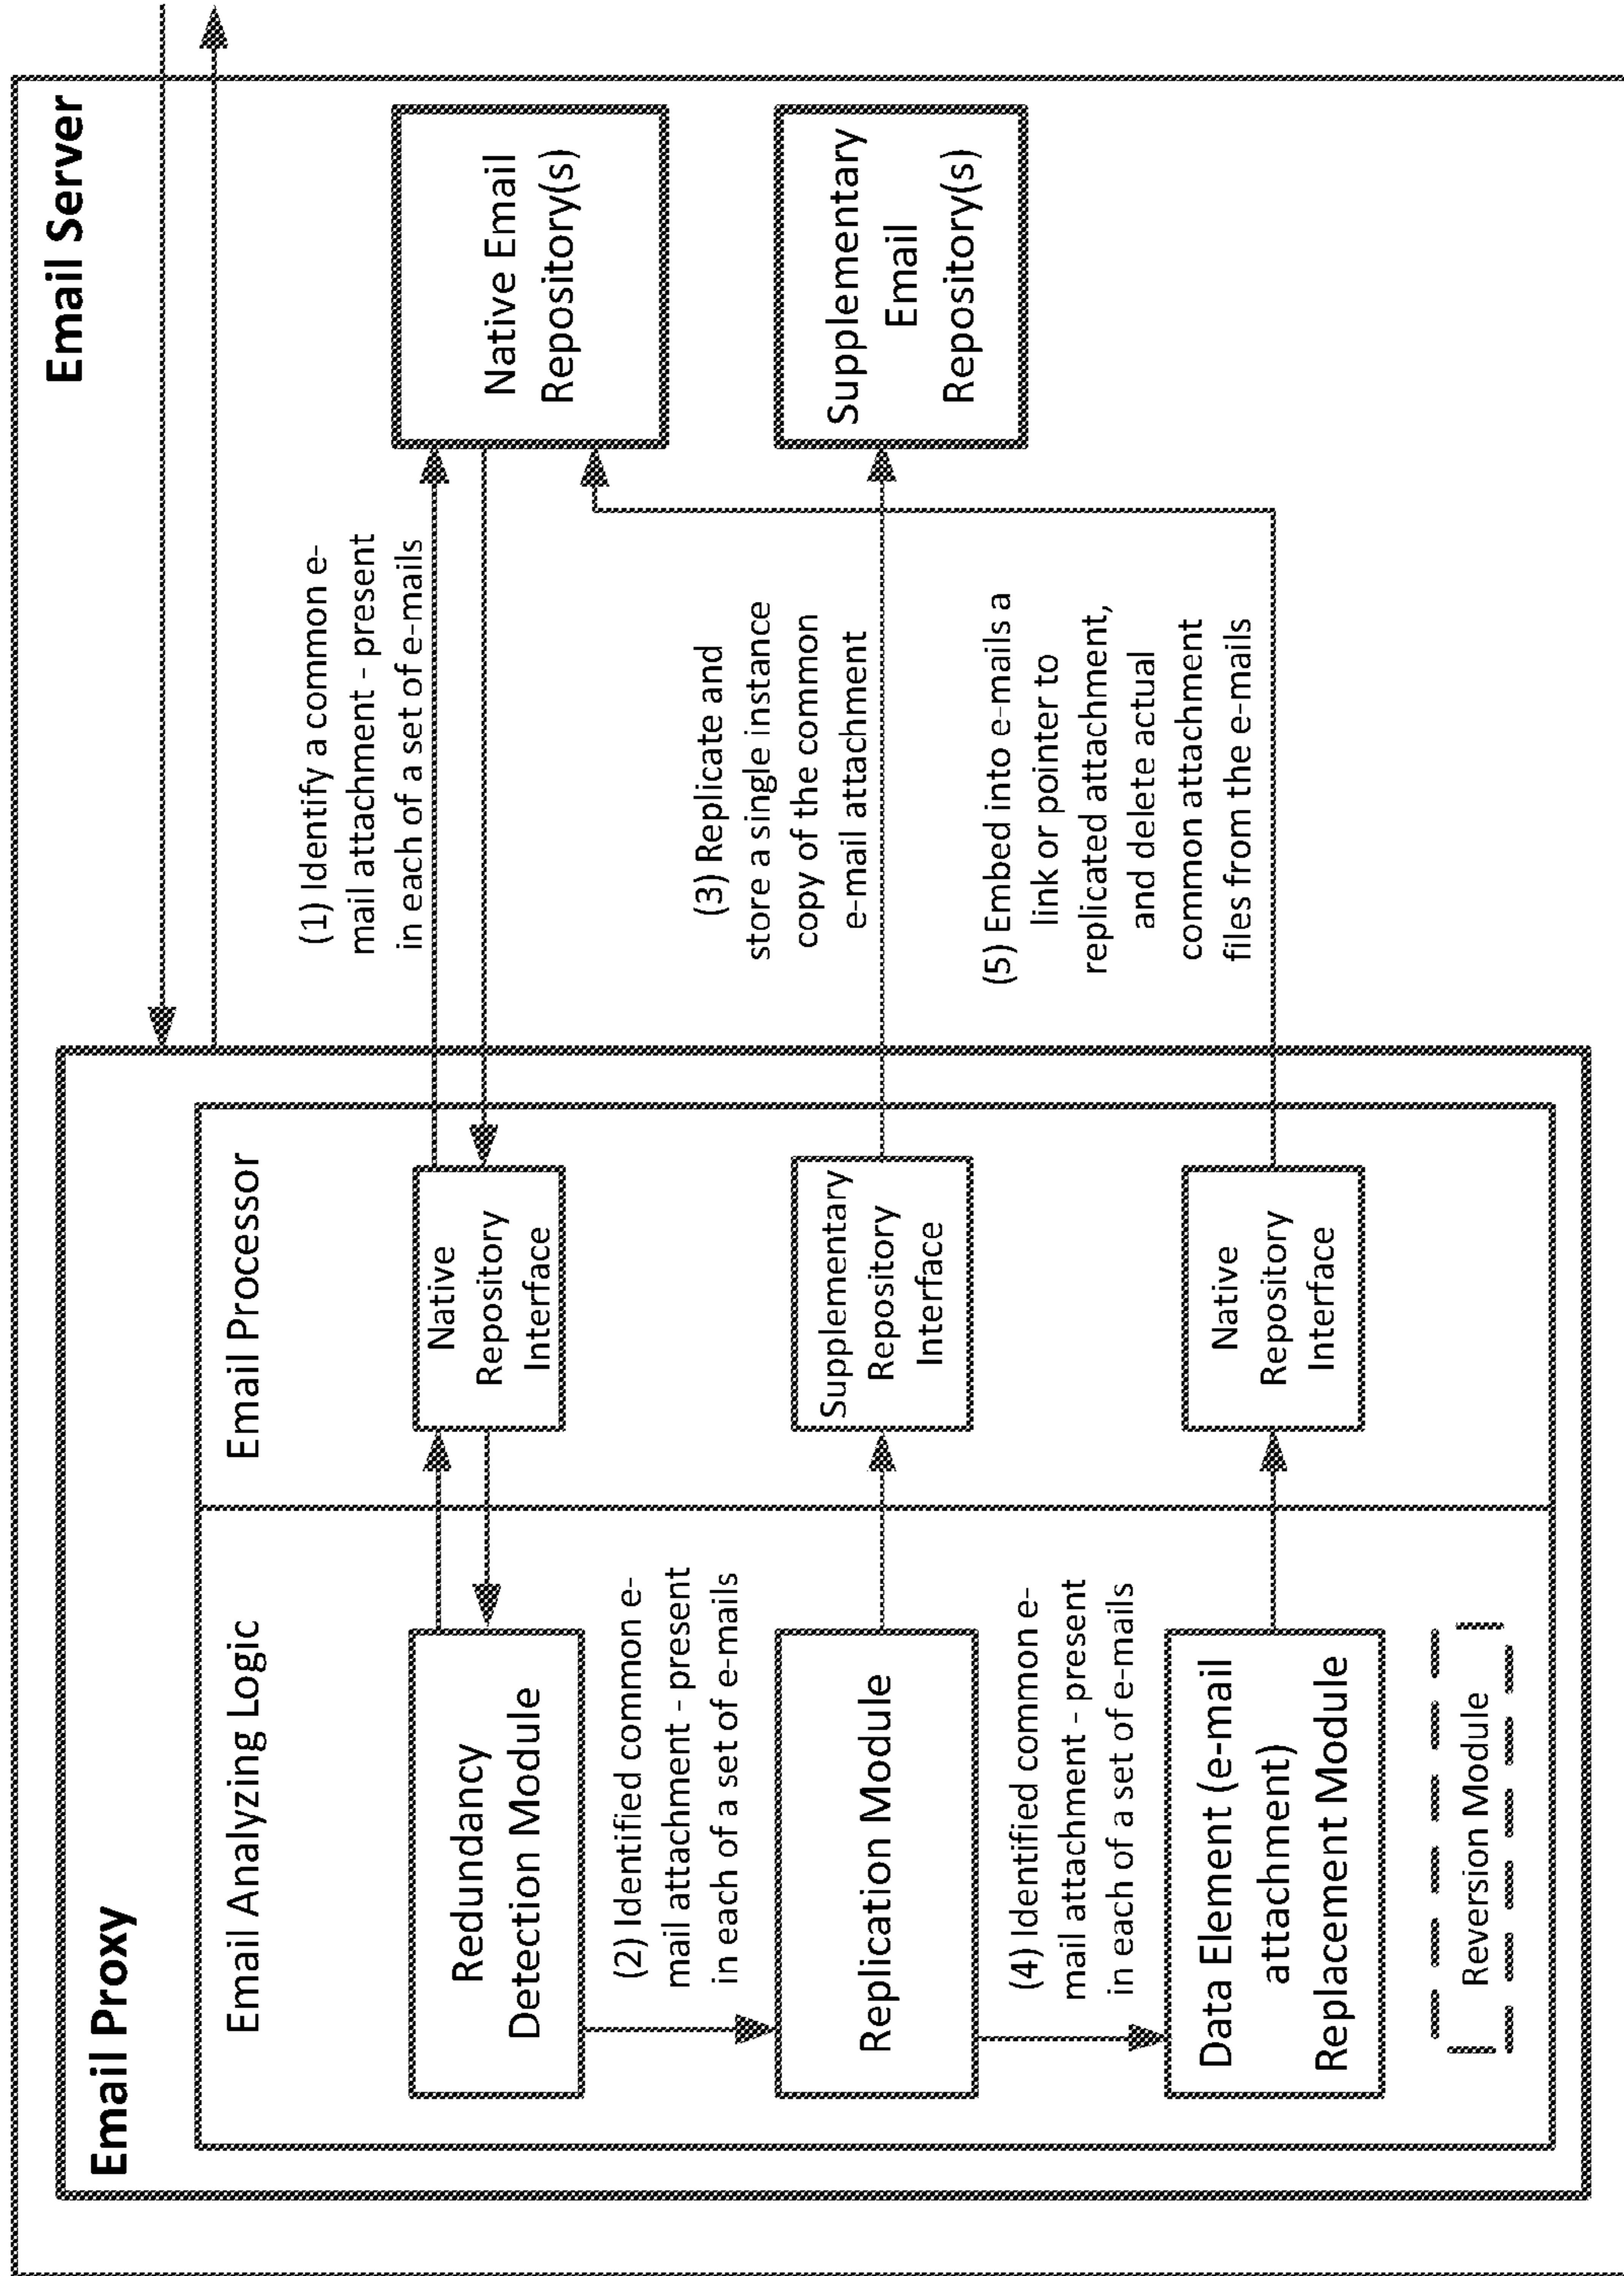 Email Server
Email Proxy
Email Analyzing Logic
Email Processor
Redundancy
Detection Module
Native
Repository
Interface
(1) Identify a common e-
mail attachment - present
in each of a set of e-mails
Native Email
Repository(s)
(2) Identified common e-
mail attachment - present
in each of a set of e-mails
Replication Module
Supplementary
Repository
Interface
(3) Replicate and
store a single instance
copy of the common
e-mail attachment
Supplementary
Email
Repository(s)
(4) Identified common e-
mail attachment - present
in each of a set of e-mails
Data Element (e-mail
attachment)
Replacement Module
Native
Repository
Interface
(5) Embed into e-mails a
link or pointer to
replicated attachment,
and delete actual
common attachment
files from the e-mails
Reversion Module